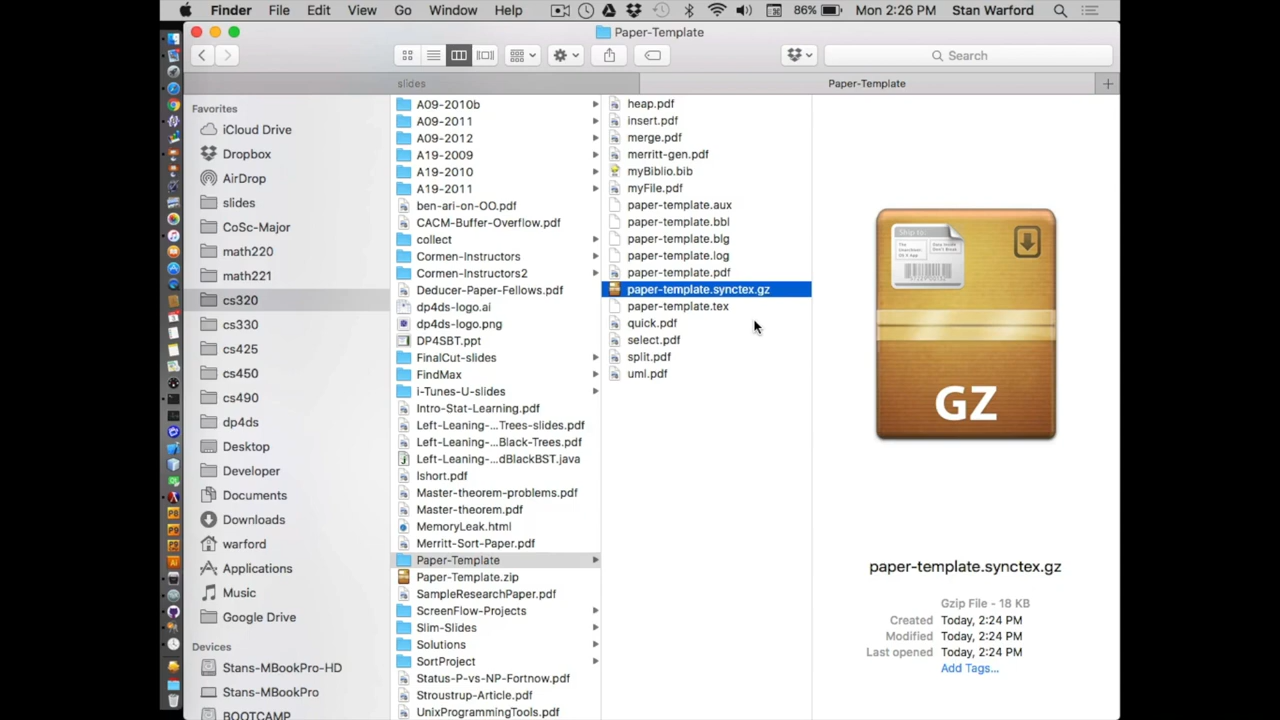 Finder File Edit View Go Window Help 86% Mon 2:26 PM Stan Warford
Paper-Template
Search
slides
Paper-Template
Favorites
iCloud Drive
Dropbox
AirDrop
slides
CoSc-Major
math220
math221
cs320
cs330
cs425
cs450
cs490
dp4ds
Desktop
Developer
Documents
Downloads
warford
Applications
Music
Google Drive
Devices
Stans-MBookPro-HD
Stans-MBookPro
BOOTCAMP
A09-2010b
A09-2011
A09-2012
A19-2009
A19-2010
A19-2011
ben-ari-on-OO.pdf
CACM-Buffer-Overflow.pdf
collect
Cormen-Instructors
Cormen-Instructors2
Deducer-Paper-Fellows.pdf
dp4ds-logo.ai
dp4ds-logo.png
DP4SBT.ppt
FinalCut-slides
FindMax
i-Tunes-U-slides
Intro-Stat-Learning.pdf
Left-Leaning-...Trees-slides.pdf
Left-Leaning-...Black-Trees.pdf
Left-Leaning-...dBlackBST.java
lshort.pdf
Master-theorem-problems.pdf
Master-theorem.pdf
MemoryLeak.html
Merritt-Sort-Paper.pdf
Paper-Template
Paper-Template.zip
SampleResearchPaper.pdf
ScreenFlow-Projects
Slim-Slides
Solutions
SortProject
Status-P-vs-NP-Fortnow.pdf
Stroustrup-Article.pdf
UnixProgrammingTools.pdf
heap.pdf
insert.pdf
merge.pdf
merritt-gen.pdf
myBiblio.bib
myFile.pdf
paper-template.aux
paper-template.bbl
paper-template.blg
paper-template.log
paper-template.pdf
paper-template.synctex.gz
paper-template.tex
quick.pdf
select.pdf
split.pdf
uml.pdf
Ship to:
GZ
paper-template.synctex.gz
Gzip File - 18 KB
Created Today, 2:24 PM
Modified Today, 2:24 PM
Last opened Today, 2:24 PM
Add Tags...